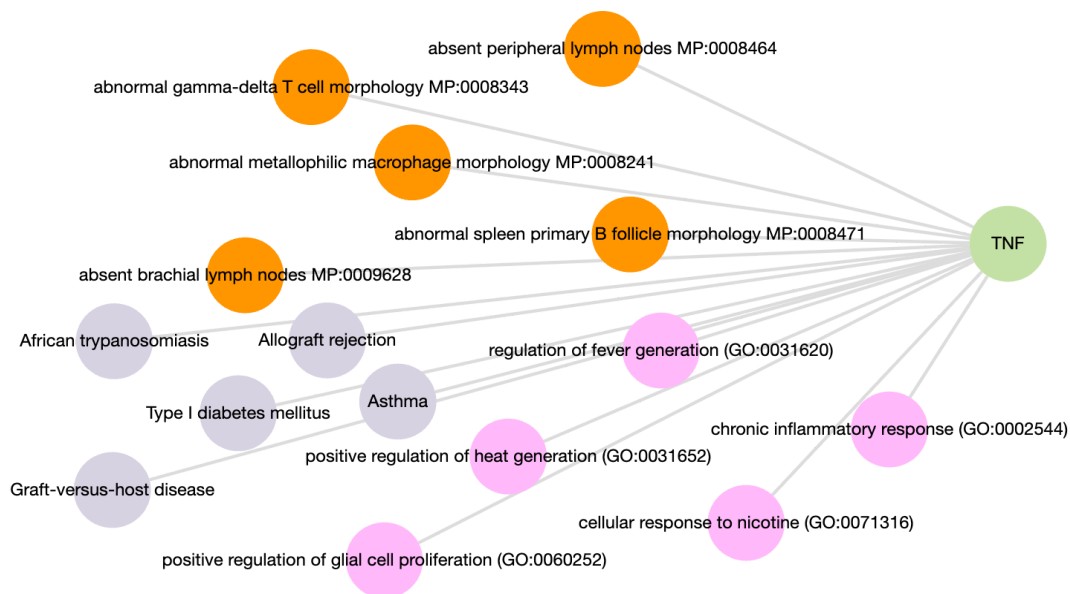 absent peripheral lymph nodes MP:0008464
abnormal gamma-delta T cell morphology MP:0008343
abnormal metallophilic macrophage morphology MP:0008241
abnormal spleen primary B follicle morphology MP:0008471
TNF
absent brachial lymph nodes MP:0009628
African trypanosomiasis
Allograft rejection
regulation of fever generation (GO:0031620)
Type I diabetes mellitus
Asthma
chronic inflammatory response (GO:0002544)
positive regulation of heat generation (GO:0031652)
Graft-versus-host disease
cellular response to nicotine (GO:0071316)
positive regulation of glial cell proliferation (GO:0060252)